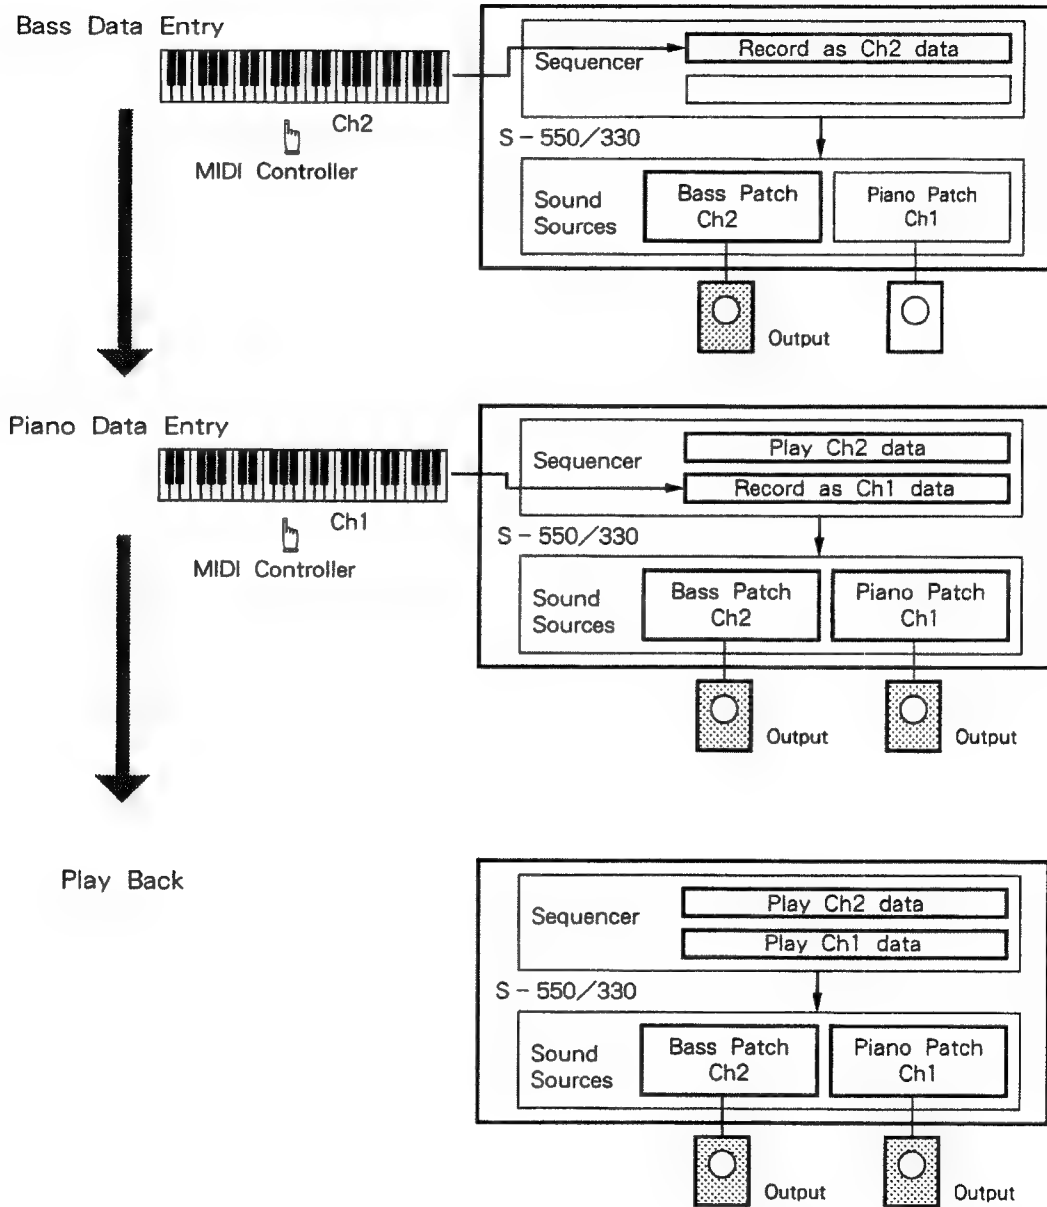 Bass Data Entry
Ch2
MIDI Controller
Sequencer
Record as Ch2 data
S－550／330
Sound
Sources
Bass Patch
Ch2
Piano Patch
Ch1
Output
Piano Data Entry
Ch1
MIDI Controller
Sequencer
Play Ch2 data
Record as Ch1 data
S－550／330
Sound
Sources
Bass Patch
Ch2
Piano Patch
Ch1
Output
Output
Play Back
Sequencer
Play Ch2 data
Play Ch1 data
S－550／330
Sound
Sources
Bass Patch
Ch2
Piano Patch
Ch1
Output
Output